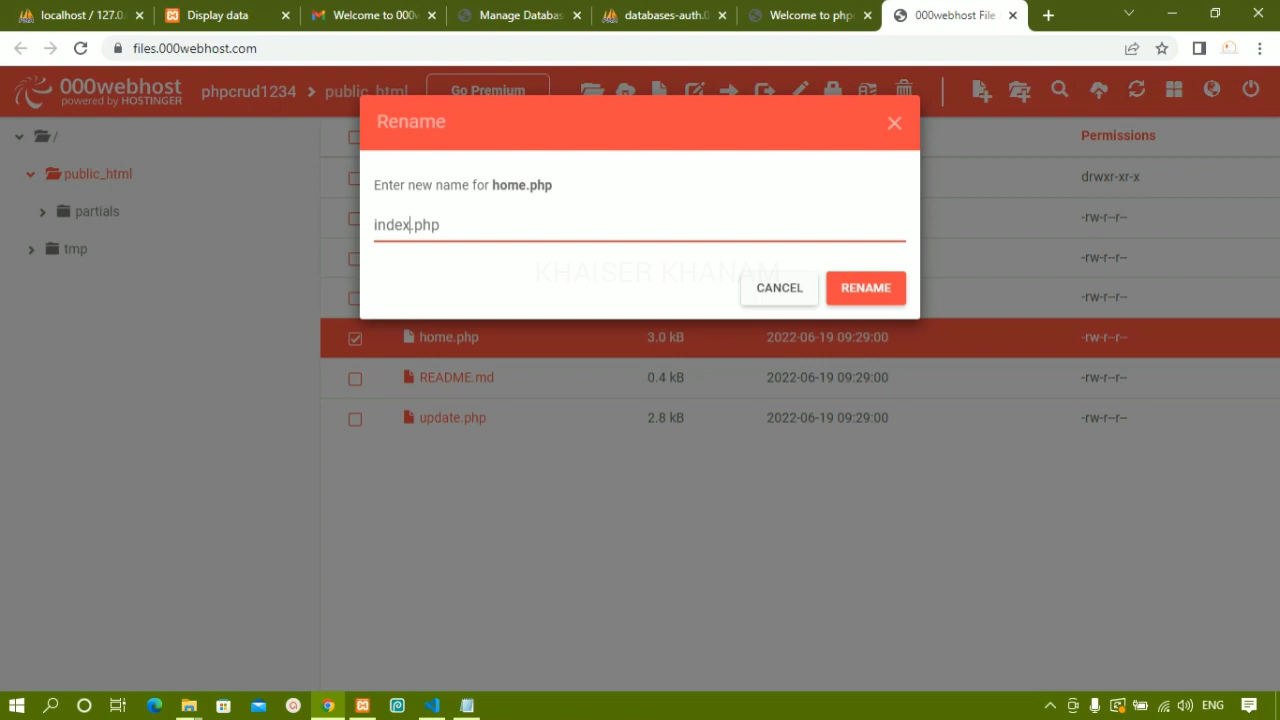 localhost / 127.0.
Display data
Welcome to 000v
Manage Databas
databases-auth.0
Welcome to php
000webhost File
files.000webhost.com
000webhost
powered by HOSTINGER
phpcrud1234 > public_html
Go Premium
Rename
Enter new name for home.php
index.php
KHAISER KHANAM
CANCEL
RENAME
/
public_html
partials
tmp
Permissions
drwxr-xr-x
-rw-r--r--
-rw-r--r--
-rw-r--r--
home.php 3.0 kB 2022-06-19 09:29:00 -rw-r--r--
README.md 0.4 kB 2022-06-19 09:29:00 -rw-r--r--
update.php 2.8 kB 2022-06-19 09:29:00 -rw-r--r--
ENG